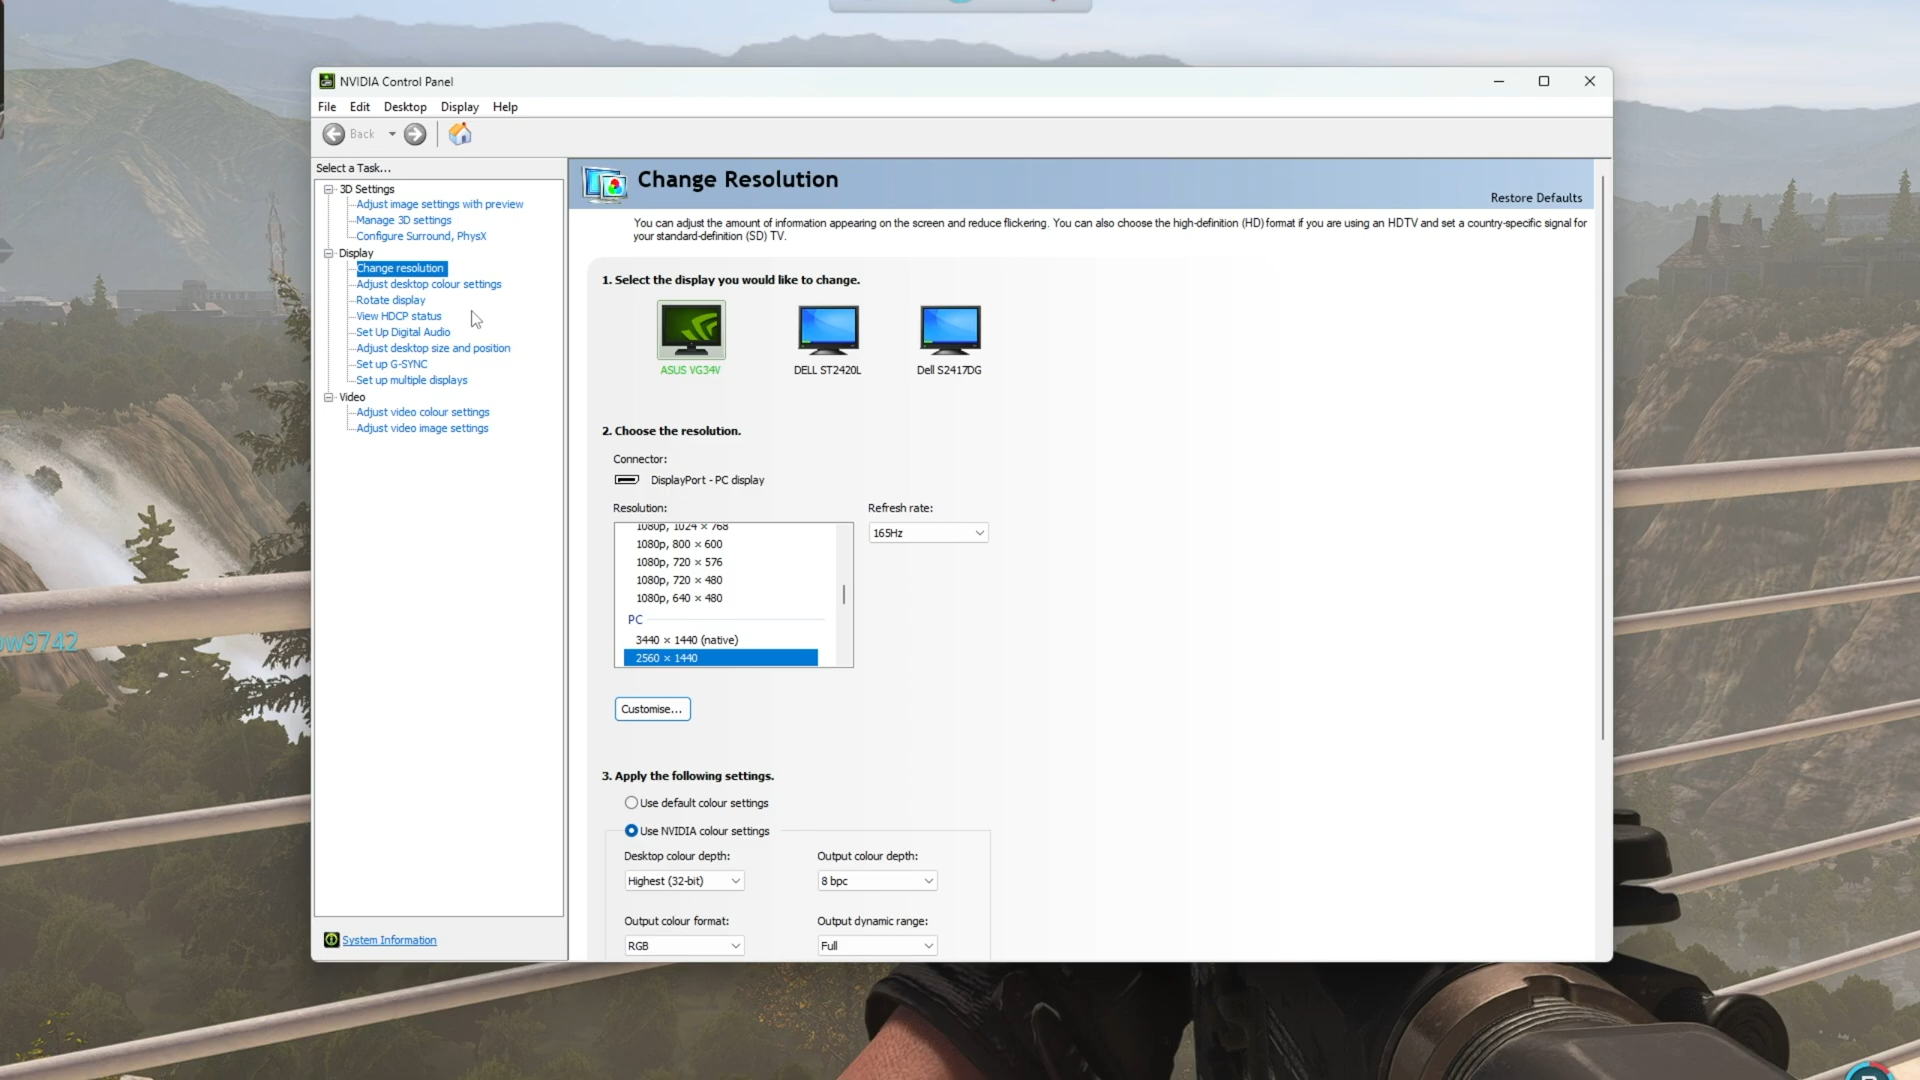 NVIDIA Control Panel
File Edit Desktop Display Help
Back
Select a Task...
3D Settings
Adjust image settings with preview
Manage 3D settings
Configure Surround, PhysX
Display
Change resolution
Adjust desktop colour settings
Rotate display
View HDCP status
Set Up Digital Audio
Adjust desktop size and position
Set up G-SYNC
Set up multiple displays
Video
Adjust video colour settings
Adjust video image settings
System Information
Change Resolution
Restore Defaults
You can adjust the amount of information appearing on the screen and reduce flickering. You can also choose the high-definition (HD) format if you are using an HDTV and set a country-specific signal for
your standard-definition (SD) TV.
1. Select the display you would like to change.
ASUS VG34V DELL ST2420L Dell S2417DG
2. Choose the resolution.
Connector:
DisplayPort - PC display
Resolution: Refresh rate:
1080p, 1024 × 768
165Hz
1080p, 800 × 600
1080p, 720 × 576
1080p, 720 × 480
1080p, 640 × 480
PC
3440 × 1440 (native)
2560 × 1440
Customise...
3. Apply the following settings.
Use default colour settings
Use NVIDIA colour settings
Desktop colour depth: Output colour depth:
Highest (32-bit) 8 bpc
Output colour format: Output dynamic range:
RGB Full
ow9742